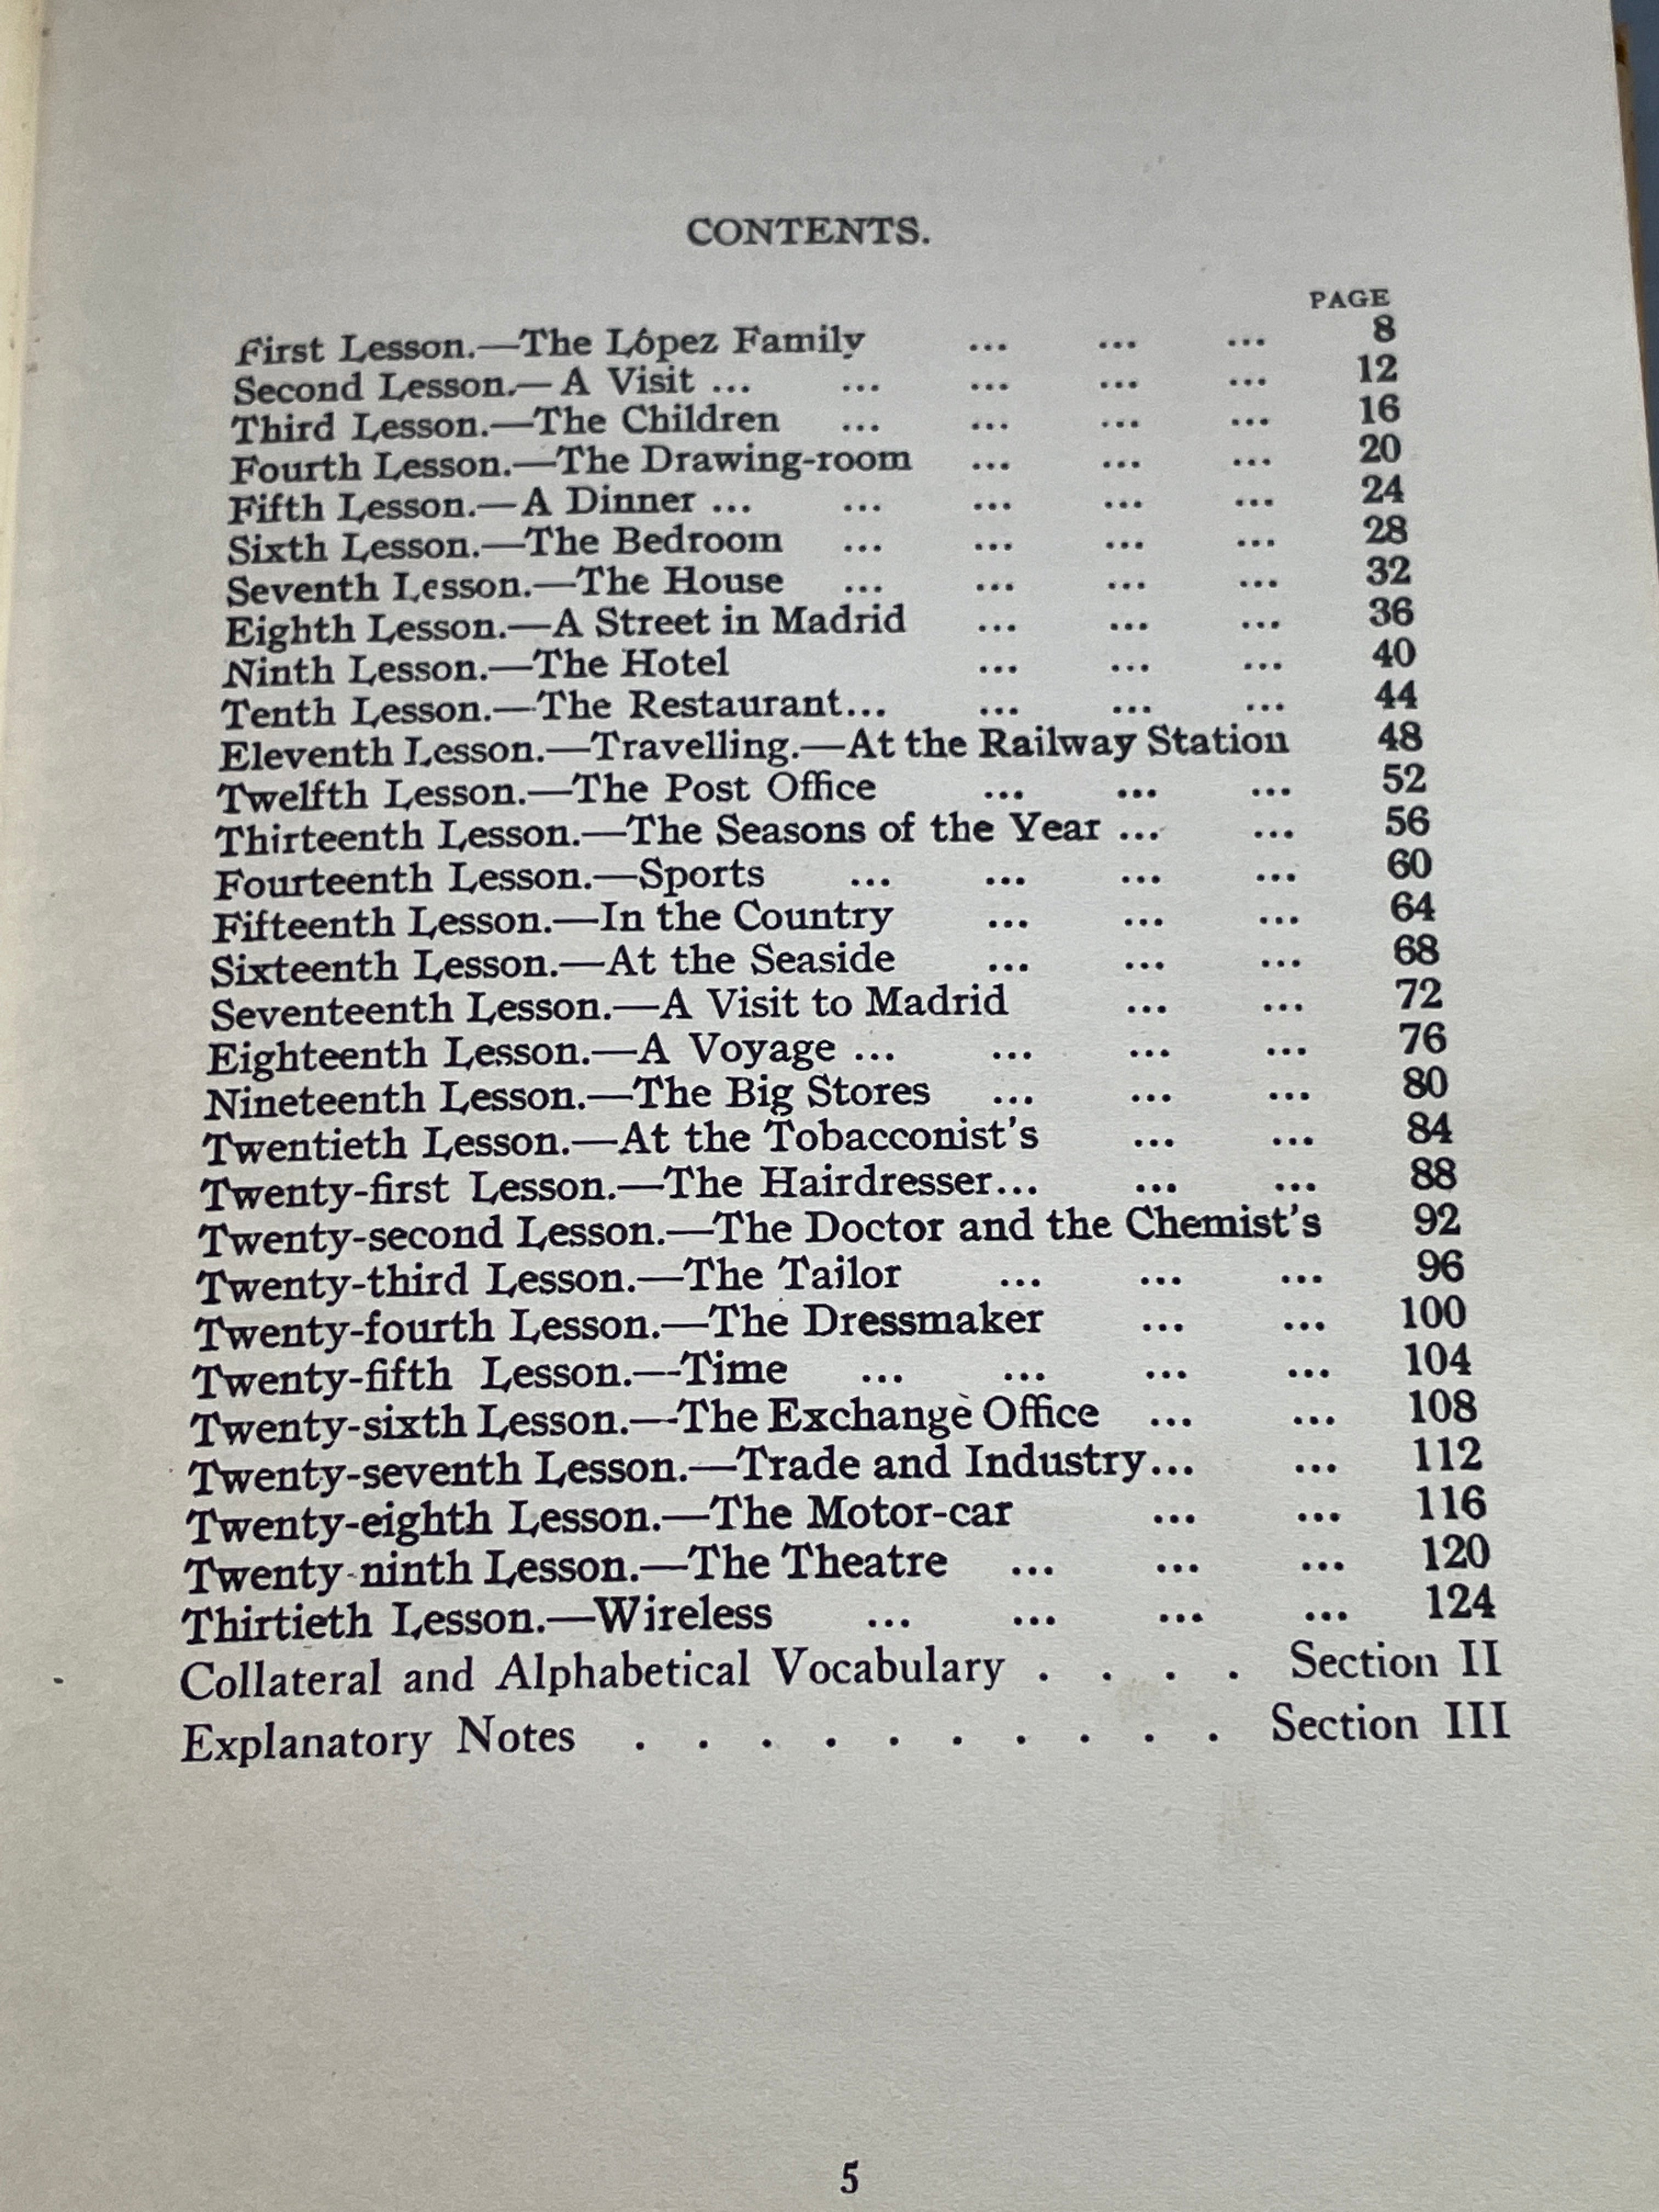 CONTENTS.
PAGE
First Lesson.—The López Family ... ... ... 8
Second Lesson.—A Visit ... ... ... ... ... 12
Third Lesson.—The Children ... ... ... ... 16
Fourth Lesson.—The Drawing-room ... ... ... 20
Fifth Lesson.—A Dinner ... ... ... ... ... 24
Sixth Lesson.—The Bedroom ... ... ... ... 28
Seventh Lesson.—The House ... ... ... ... 32
Eighth Lesson.—A Street in Madrid ... ... ... 36
Ninth Lesson.—The Hotel ... ... ... 40
Tenth Lesson.—The Restaurant... ... ... ... 44
Eleventh Lesson.—Travelling.—At the Railway Station 48
Twelfth Lesson.—The Post Office ... ... ... 52
Thirteenth Lesson.—The Seasons of the Year ... ... 56
Fourteenth Lesson.—Sports ... ... ... ... 60
Fifteenth Lesson.—In the Country ... ... ... 64
Sixteenth Lesson.—At the Seaside ... ... ... 68
Seventeenth Lesson.—A Visit to Madrid ... ... 72
Eighteenth Lesson.—A Voyage ... ... ... ... 76
Nineteenth Lesson.—The Big Stores ... ... ... 80
Twentieth Lesson.—At the Tobacconist's ... ... 84
Twenty-first Lesson.—The Hairdresser... ... ... 88
Twenty-second Lesson.—The Doctor and the Chemist's 92
Twenty-third Lesson.—The Tailor ... ... ... 96
Twenty-fourth Lesson.—The Dressmaker ... ... 100
Twenty-fifth Lesson.—Time ... ... ... ... 104
Twenty-sixth Lesson.—The Exchange Office ... ... 108
Twenty-seventh Lesson.—Trade and Industry... ... 112
Twenty-eighth Lesson.—The Motor-car ... ... 116
Twenty-ninth Lesson.—The Theatre ... ... ... 120
Thirtieth Lesson.—Wireless ... ... ... ... 124
Collateral and Alphabetical Vocabulary . . . . Section II
Explanatory Notes . . . . . . . . . . Section III
5